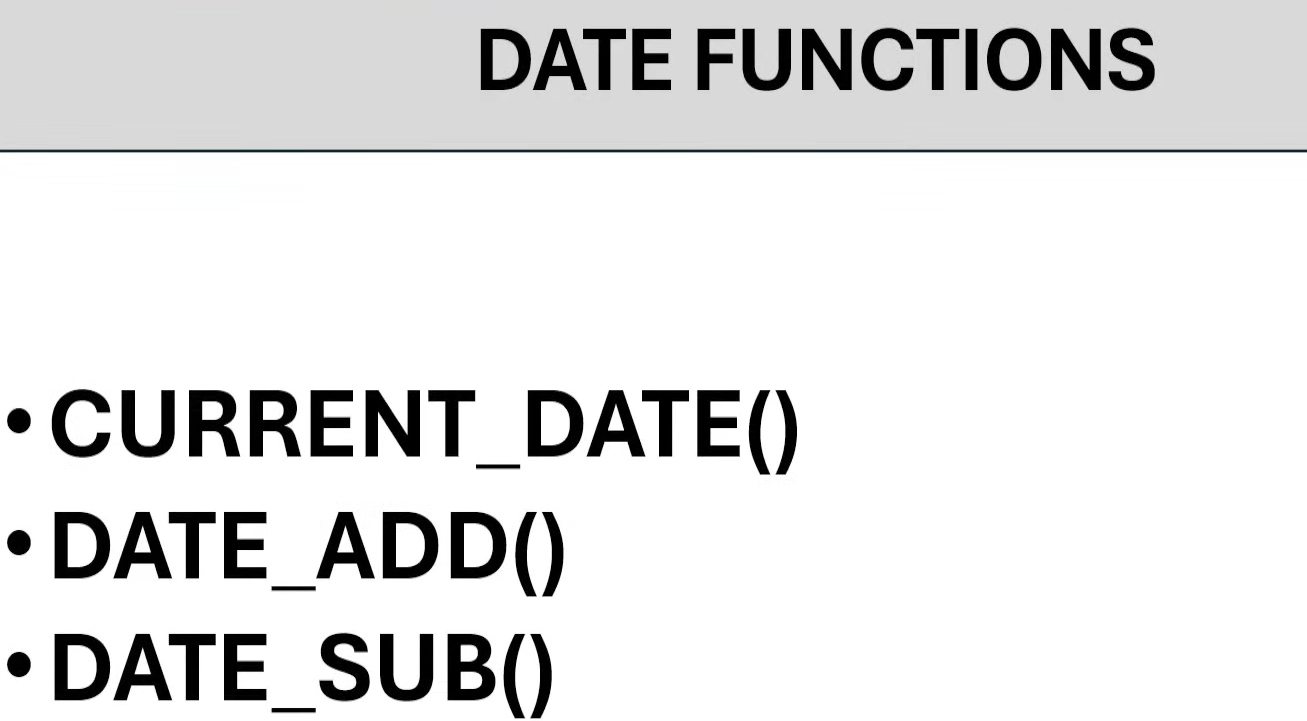 DATE FUNCTIONS
• CURRENT_DATE()
• DATE_ADD()
• DATE_SUB()